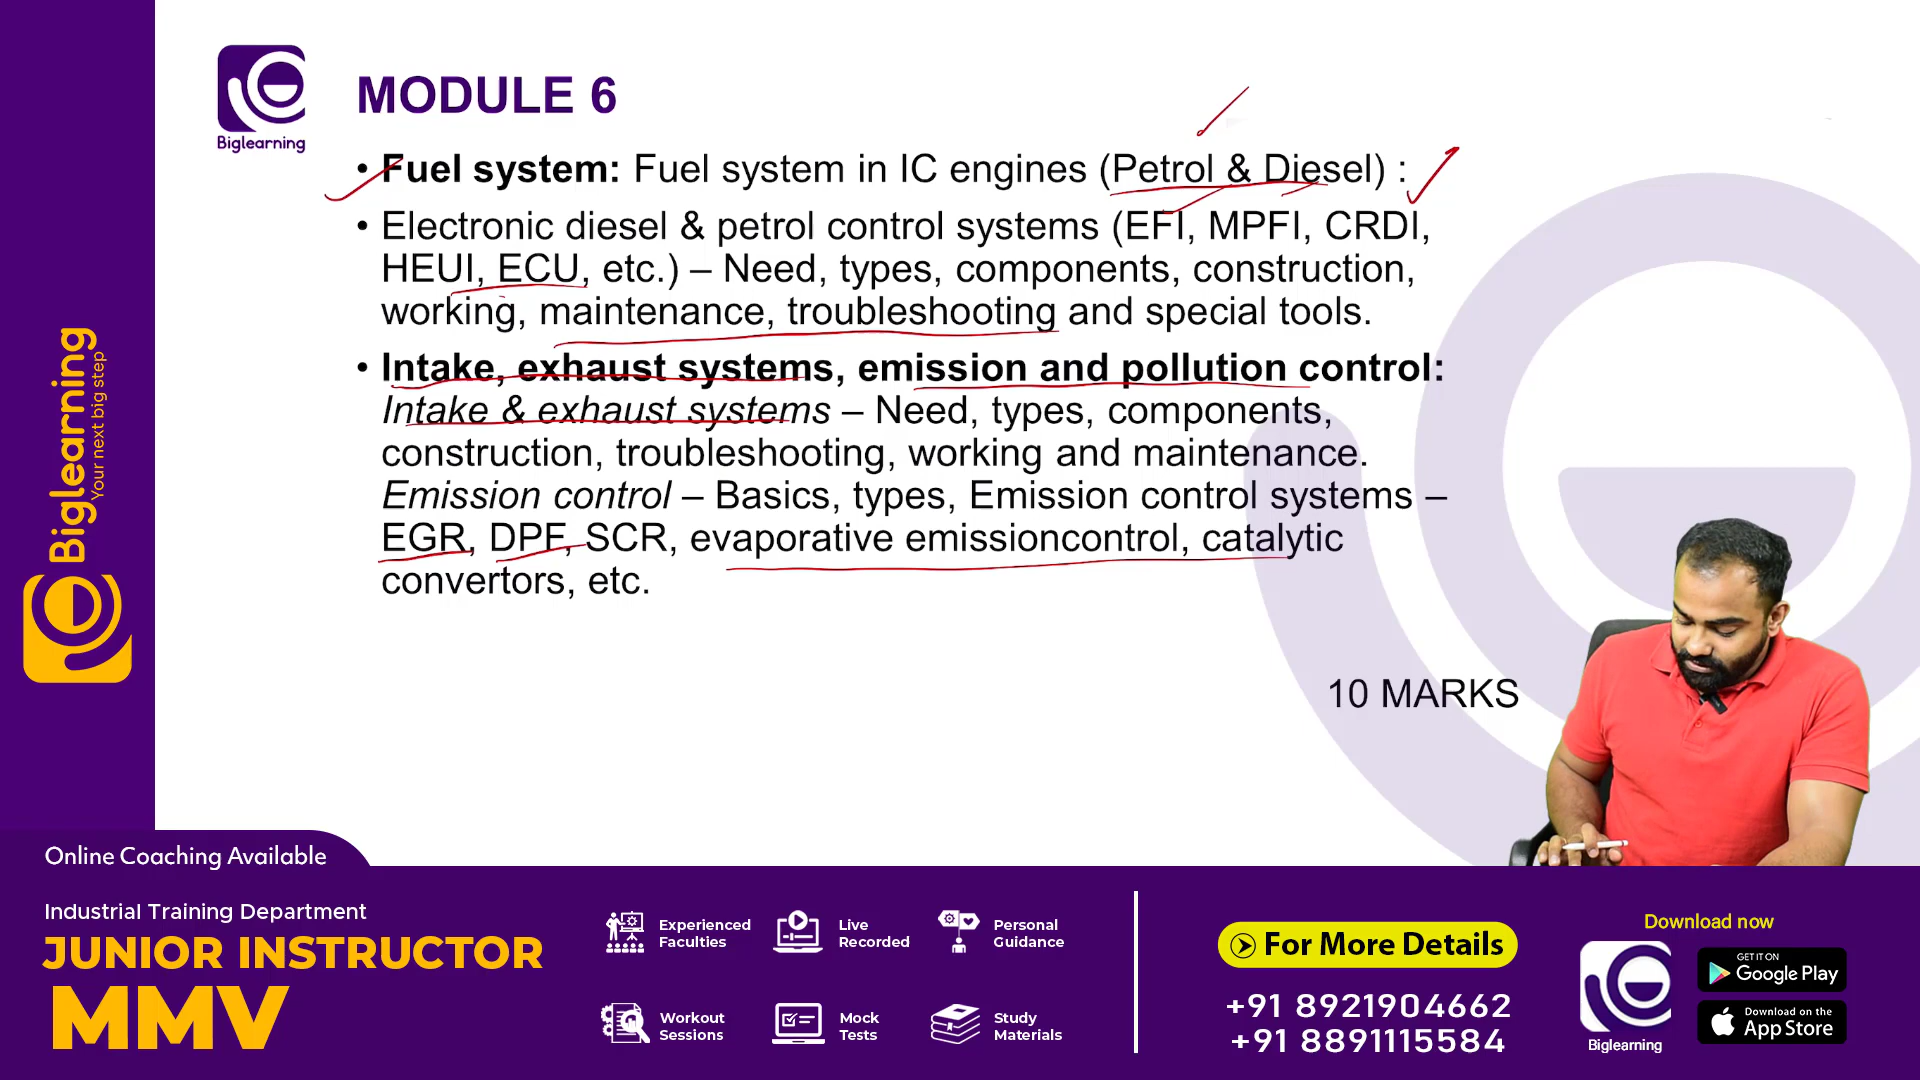 Biglearning
MODULE 6
• Fuel system: Fuel system in IC engines (Petrol & Diesel) :
• Electronic diesel & petrol control systems (EFI, MPFI, CRDI,
HEUI, ECU, etc.) – Need, types, components, construction,
working, maintenance, troubleshooting and special tools.
• Intake, exhaust systems, emission and pollution control:
Intake & exhaust systems – Need, types, components,
construction, troubleshooting, working and maintenance.
Emission control – Basics, types, Emission control systems –
EGR, DPF, SCR, evaporative emissioncontrol, catalytic
convertors, etc.
10 MARKS
Biglearning
Your next big step
Online Coaching Available
Industrial Training Department
JUNIOR INSTRUCTOR
MMV
Experienced
Faculties
Live
Recorded
Personal
Guidance
Workout
Sessions
Mock
Tests
Study
Materials
For More Details
+91 8921904662
+91 8891115584
Download now
Biglearning
GET IT ON
Google Play
Download on the
App Store